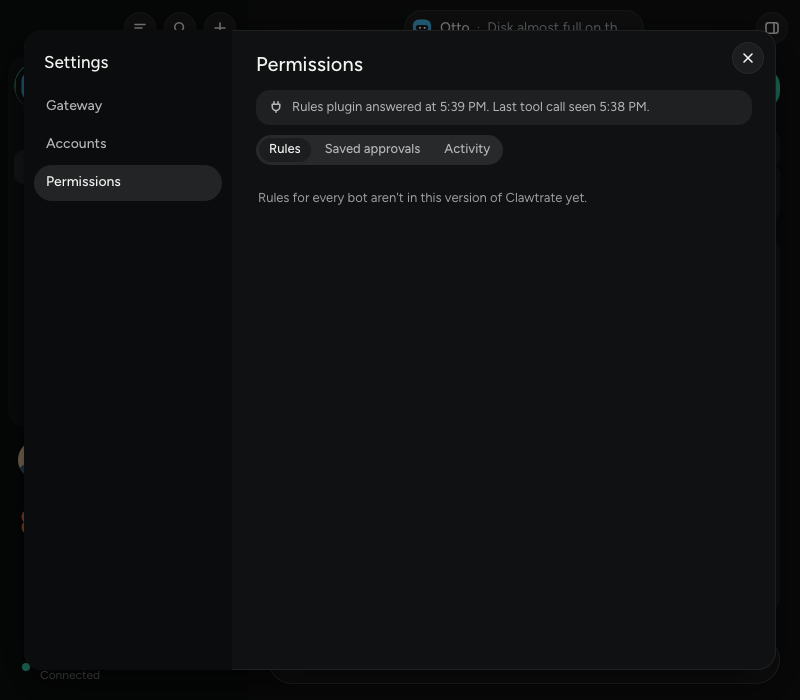 Otto · Disk almost full on th
Settings
Gateway
Accounts
Permissions
Permissions
Rules plugin answered at 5:39 PM. Last tool call seen 5:38 PM.
Rules Saved approvals Activity
Rules for every bot aren't in this version of Clawtrate yet.
Connected